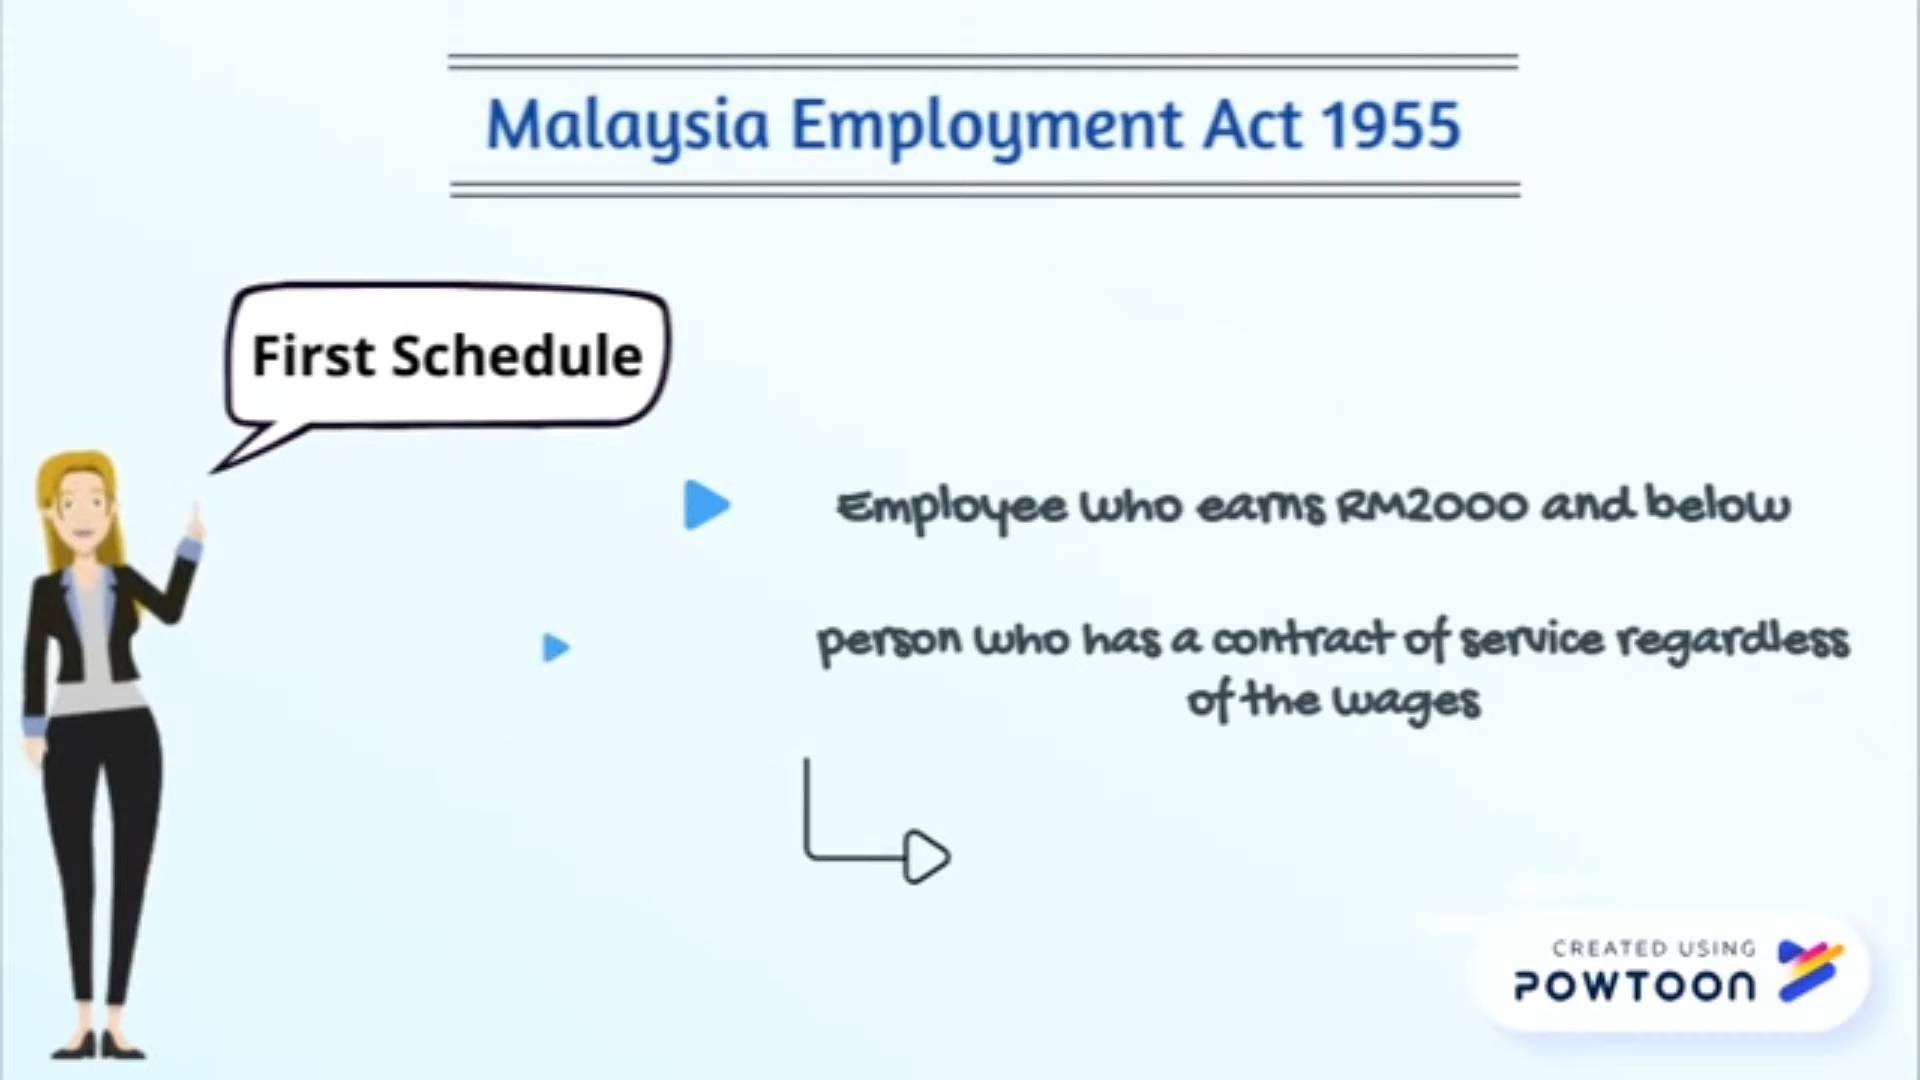 Malaysia Employment Act 1955
First Schedule
Employee who earns RM2000 and below
person who has a contract of service regardless
of the wages
CREATED USING
POWTOON